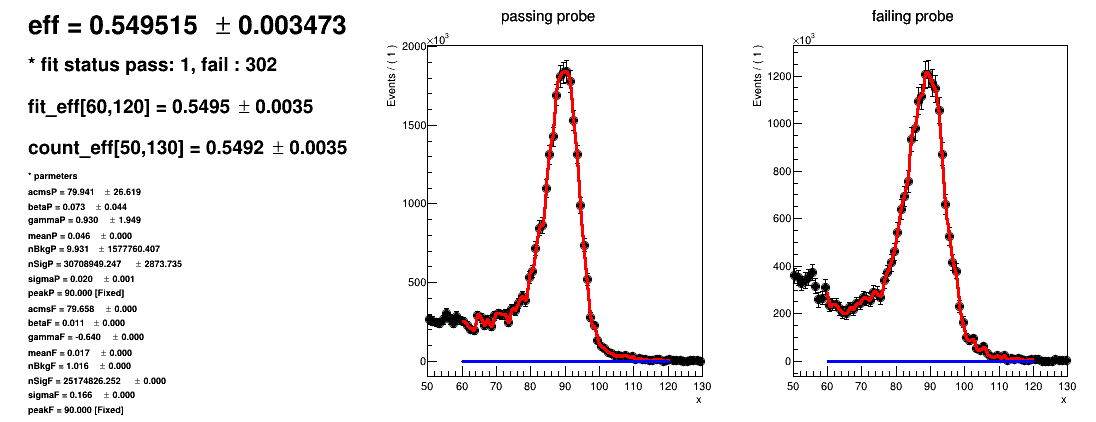 eff = 0.549515 ± 0.003473
* fit status pass: 1, fail : 302
fit_eff[60,120] = 0.5495 ± 0.0035
count_eff[50,130] = 0.5492 ± 0.0035
* parmeters
acmsP = 79.941 ± 26.619
betaP = 0.073 ± 0.044
gammaP = 0.930 ± 1.949
meanP = 0.046 ± 0.000
nBkgP = 9.931 ± 1577760.407
nSigP = 30708949.247 ± 2873.735
sigmaP = 0.020 ± 0.001
peakP = 90.000 [Fixed]
acmsF = 79.658 ± 0.000
betaF = 0.011 ± 0.000
gammaF = -0.640 ± 0.000
meanF = 0.017 ± 0.000
nBkgF = 1.016 ± 0.000
nSigF = 25174826.252 ± 0.000
sigmaF = 0.166 ± 0.000
peakF = 90.000 [Fixed]
passing probe
×10³
Events / ( 1 )
2000
1500
1000
500
0
50 60 70 80 90 100 110 120 130
x
failing probe
×10³
Events / ( 1 )
1200
1000
800
600
400
200
0
50 60 70 80 90 100 110 120 130
x